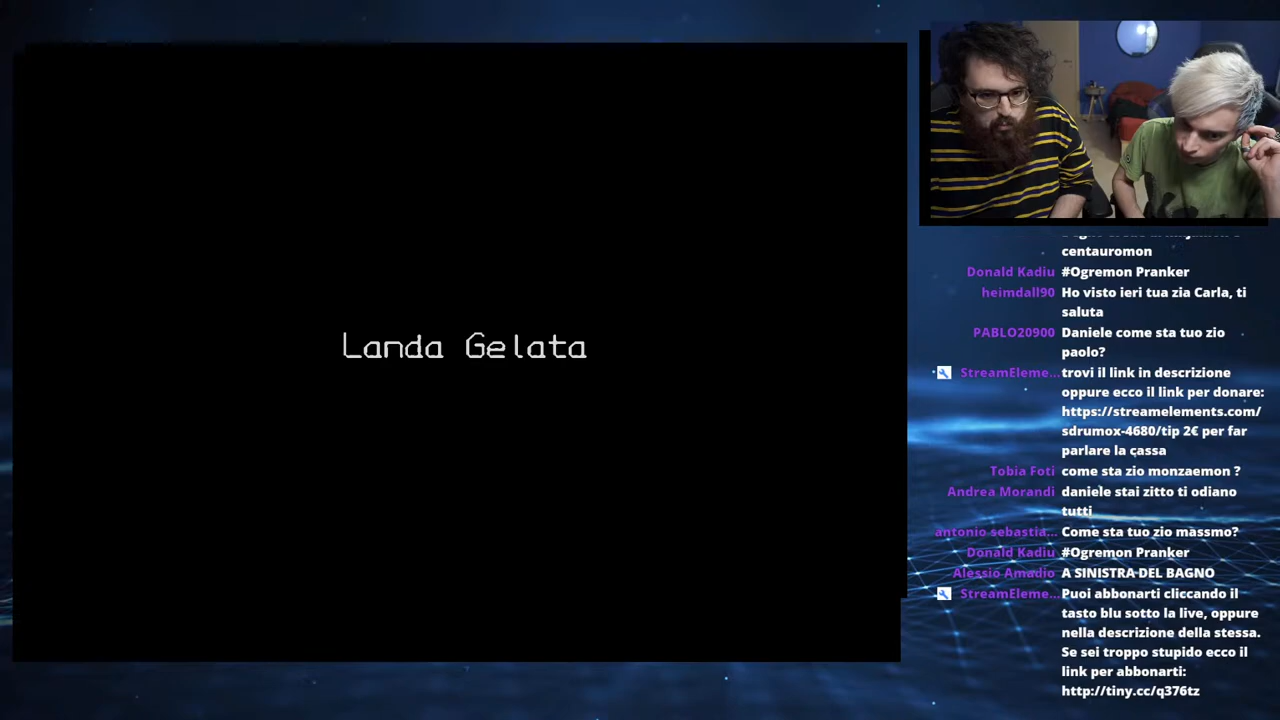 Landa Gelata
centauromon
Donald Kadiu #Ogremon Pranker
heimdall90 Ho visto ieri tua zia Carla, ti
saluta
PABLO20900 Daniele come sta tuo zio
paolo?
StreamEleme... trovi il link in descrizione
oppure ecco il link per donare:
https://streamelements.com/
sdrumox-4680/tip 2€ per far
parlare la cassa
Tobia Foti come sta zio monzaemon ?
Andrea Morandi daniele stai zitto ti odiano
tutti
antonio sebastia... Come sta tuo zio massmo?
Donald Kadiu #Ogremon Pranker
Alessio Amadio A SINISTRA DEL BAGNO
StreamEleme... Puoi abbonarti cliccando il
tasto blu sotto la live, oppure
nella descrizione della stessa.
Se sei troppo stupido ecco il
link per abbonarti:
http://tiny.cc/q376tz